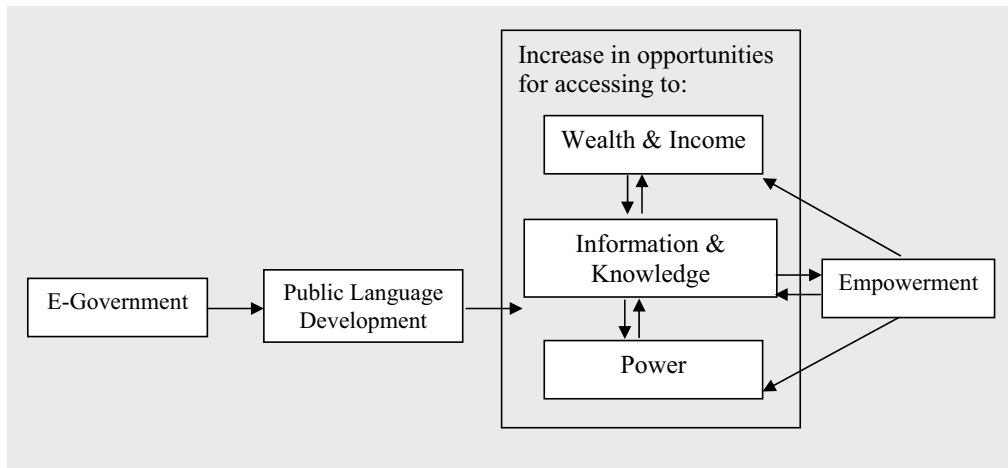 Increase in opportunities
for accessing to:
Wealth & Income
Information &
Knowledge
Power
E-Government
Public Language
Development
Empowerment